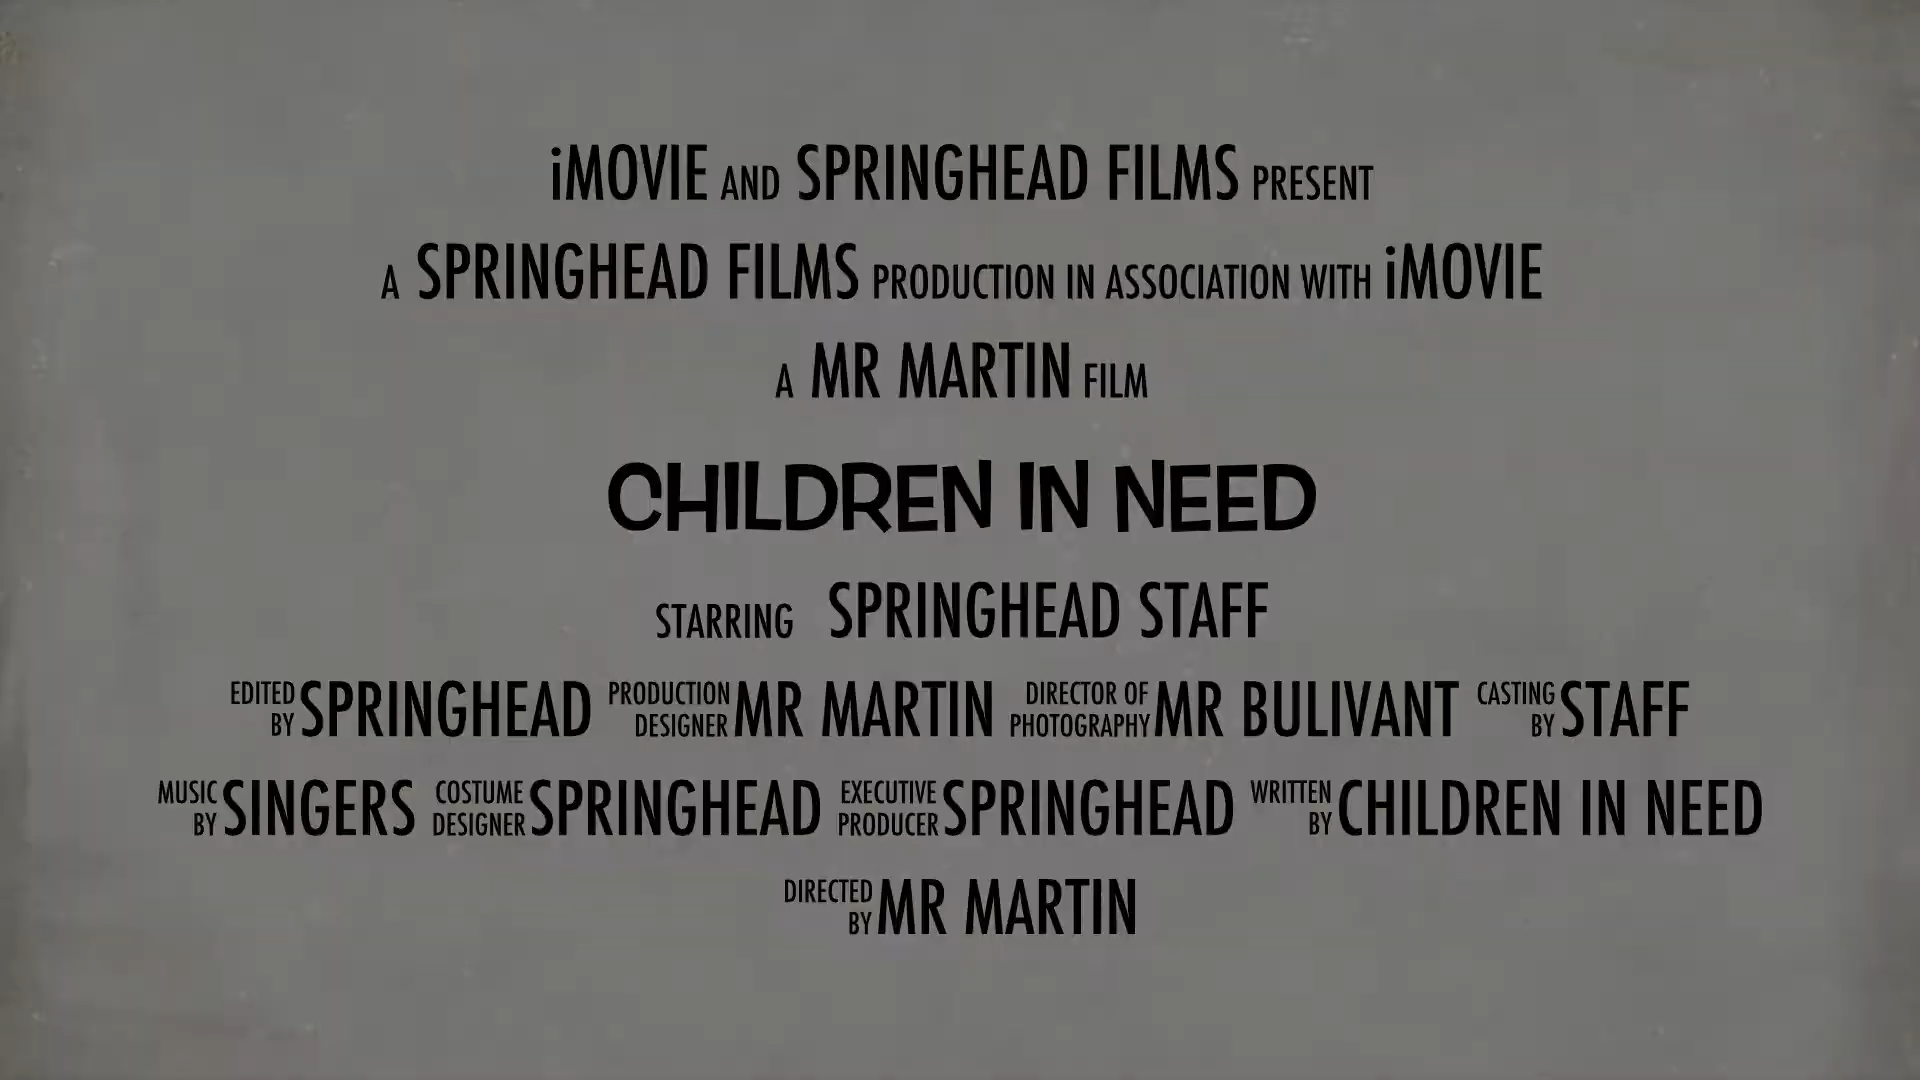 iMOVIE AND SPRINGHEAD FILMS PRESENT
A SPRINGHEAD FILMS PRODUCTION IN ASSOCIATION WITH iMOVIE
A MR MARTIN FILM
CHILDREN IN NEED
STARRING SPRINGHEAD STAFF
EDITED BY SPRINGHEAD PRODUCTION DESIGNER MR MARTIN DIRECTOR OF PHOTOGRAPHY MR BULIVANT CASTING BY STAFF
MUSIC BY SINGERS COSTUME DESIGNER SPRINGHEAD EXECUTIVE PRODUCER SPRINGHEAD WRITTEN BY CHILDREN IN NEED
DIRECTED BY MR MARTIN